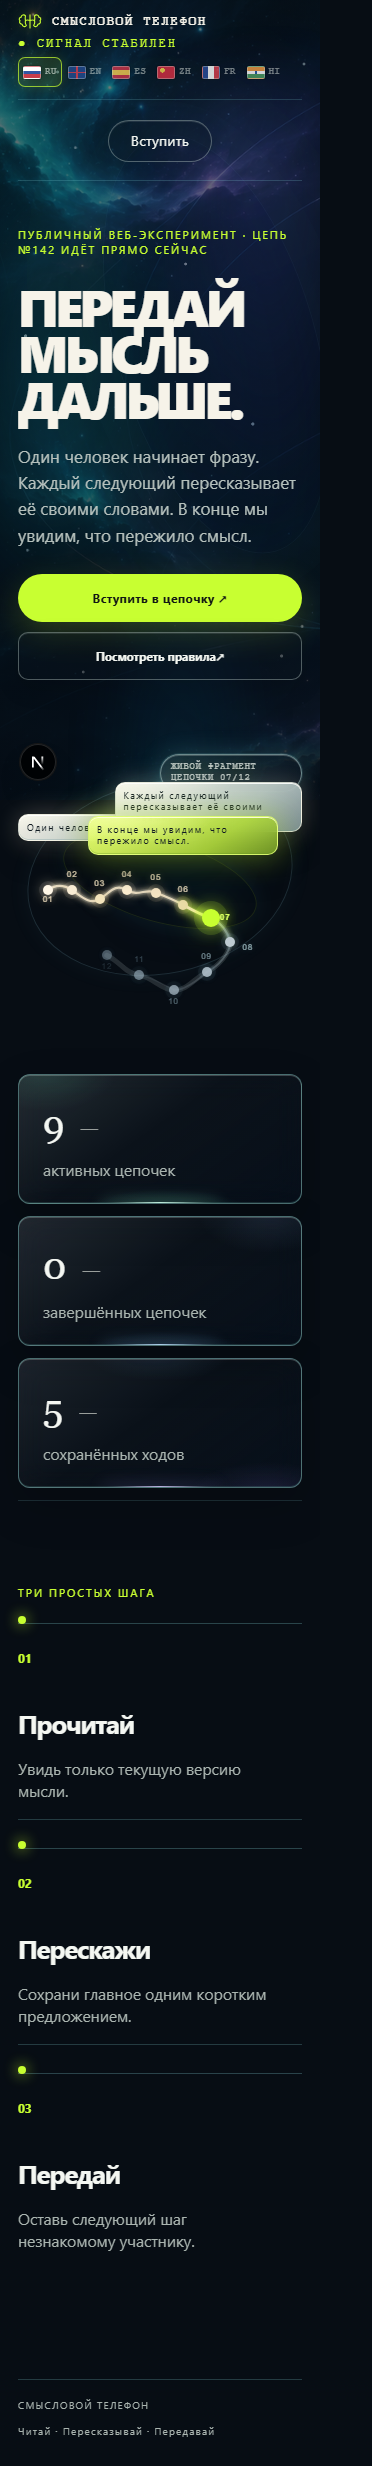 СМЫСЛОВОЙ ТЕЛЕФОН
СИГНАЛ СТАБИЛЕН
RU EN ES ZH FR HI
Вступить
ПУБЛИЧНЫЙ ВЕБ-ЭКСПЕРИМЕНТ · ЦЕПЬ
№142 ИДЁТ ПРЯМО СЕЙЧАС
ПЕРЕДАЙ
МЫСЛЬ
ДАЛЬШЕ.
Один человек начинает фразу.
Каждый следующий пересказывает
её своими словами. В конце мы
увидим, что пережило смысл.
Вступить в цепочку ↗
Посмотреть правила↗
N
ЖИВОЙ ФРАГМЕНТ
ЦЕПОЧКИ 07/12
Каждый следующий
пересказывает её своими
Один челов
В конце мы увидим, что
пережило смысл.
01
02
03
04
05
06
07
08
09
10
11
12
9 —
активных цепочек
0 —
завершённых цепочек
5 —
сохранённых ходов
ТРИ ПРОСТЫХ ШАГА
01
Прочитай
Увидь только текущую версию
мысли.
02
Перескажи
Сохрани главное одним коротким
предложением.
03
Передай
Оставь следующий шаг
незнакомому участнику.
СМЫСЛОВОЙ ТЕЛЕФОН
Читай · Пересказывай · Передавай